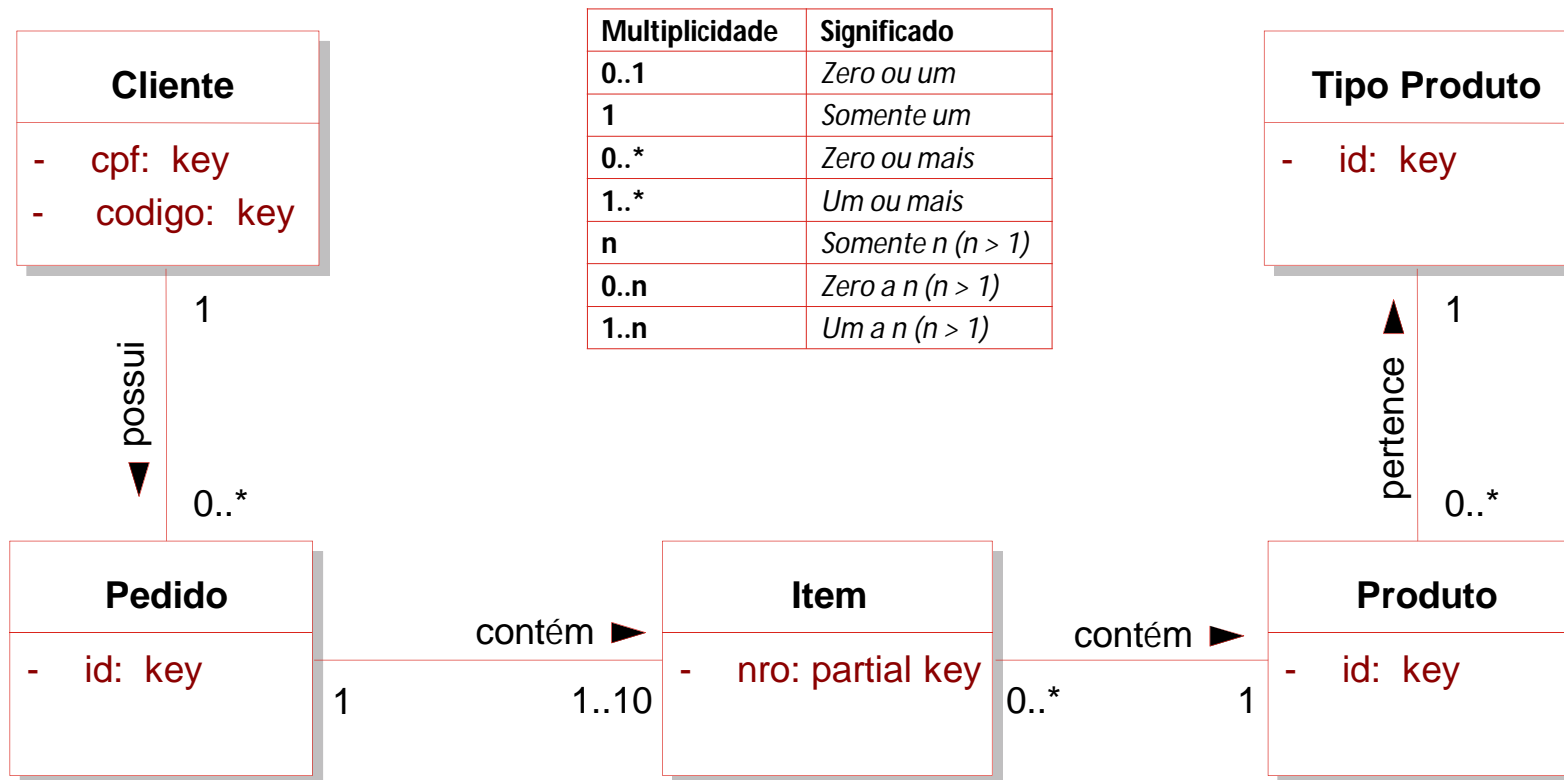 Cliente
- cpf: key
- codigo: key
Multiplicidade Significado
0..1 Zero ou um
1 Somente um
0..* Zero ou mais
1..* Um ou mais
n Somente n (n > 1)
0..n Zero a n (n > 1)
1..n Um a n (n > 1)
Tipo Produto
- id: key
1
possui
0..*
1
pertence
0..*
Pedido
- id: key
1
contém
1..10
Item
- nro: partial key
0..*
contém
1
Produto
- id: key